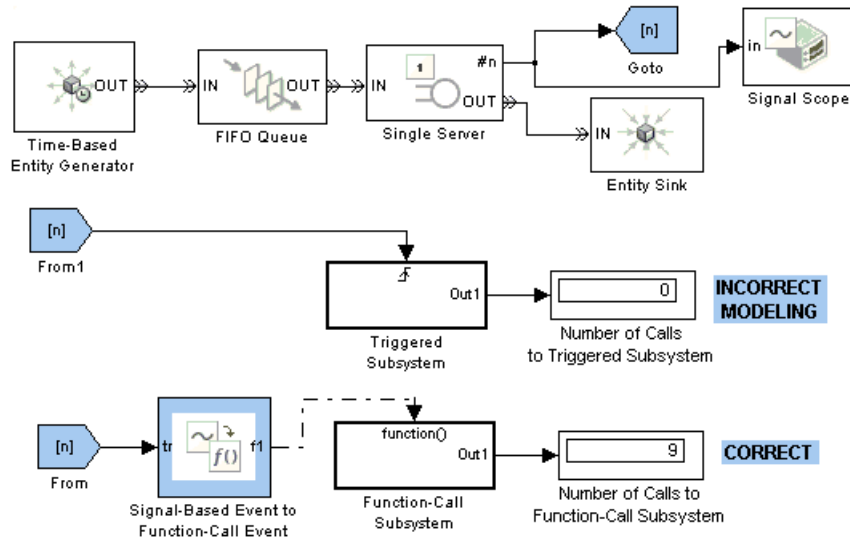 OUT
Time-Based
Entity Generator
IN
OUT
FIFO Queue
IN
1
#n
OUT
Single Server
[n]
Goto
in
Signal Scope
IN
Entity Sink
[n]
From1
Out1
Triggered
Subsystem
0
Number of Calls
to Triggered Subsystem
INCORRECT
MODELING
[n]
From
tr
f()
f1
Signal-Based Event to
Function-Call Event
function()
Out1
Function-Call
Subsystem
9
Number of Calls to
Function-Call Subsystem
CORRECT